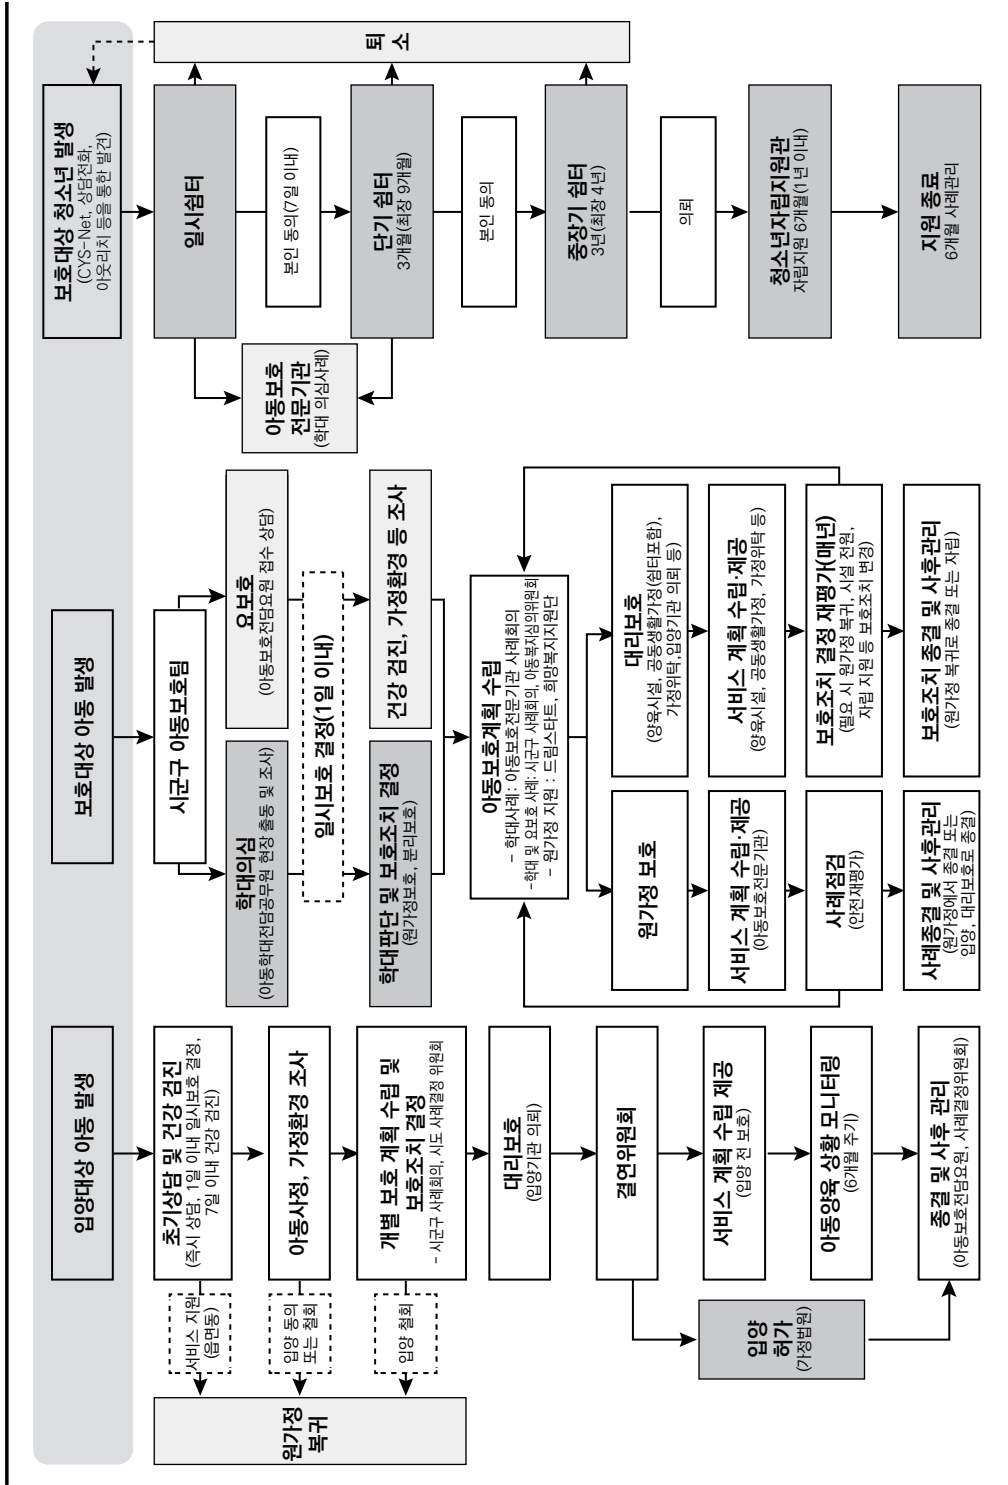 입양대상 아동 발생
초기상담 및 건강 검진
(즉시 상담, 1일 이내 일시보호 결정,
7일 이내 건강 검진)
아동사정, 가정환경 조사
개별 보호 계획 수립 및
보호조치 결정
- 시군구 사례회의, 시도 사례결정 위원회
대리보호
(입양기관 의뢰)
결연위원회
서비스 계획 수립 제공
(입양 전 보호)
아동양육 상황 모니터링
(6개월 주기)
종결 및 사후 관리
(아동보호전담요원, 사례결정위원회)
서비스 지원
(읍면동)
입양 동의
또는 철회
입양 철회
원가정
복귀
입양
허가
(가정법원)
보호대상 아동 발생
시군구 아동보호팀
학대의심
(아동학대전담공무원 현장 출동 및 조사)
요보호
(아동보호전담요원 접수 상담)
일시보호 결정(1일 이내)
학대판단 및 보호조치 결정
(원가정보호, 분리보호)
건강 검진, 가정환경 등 조사
아동보호계획 수립
- 학대사례: 아동보호전문기관 사례회의
-학대 및 요보호 사례: 시군구 사례회의, 아동복지심의위원회
- 원가정 지원 : 드림스타트, 희망복지지원단
원가정 보호
서비스 계획 수립·제공
(아동보호전문기관)
사례점검
(안전재평가)
사례종결 및 사후관리
(원가정에서 종결 또는
입양, 대리보호로 종결)
대리보호
(양육시설, 공동생활가정(쉼터포함),
가정위탁,입양기관 의뢰 등)
서비스 계획 수립·제공
(양육시설, 공동생활가정, 가정위탁 등)
보호조치 결정 재평가(매년)
(필요 시 원가정 복귀, 시설 전원,
자립 지원 등 보호조치 변경)
보호조치 종결 및 사후관리
(원가정 복귀로 종결 또는 자립)
보호대상 청소년 발생
(CYS-Net, 상담전화,
아웃리치 등을 통한 발견)
일시쉼터
본인 동의(7일 이내)
단기 쉼터
3개월(최장 9개월)
본인 동의
중장기 쉼터
3년(최장 4년)
의뢰
청소년자립지원관
자립지원 6개월(1년 이내)
지원 종료
6개월 사례관리
아동보호
전문기관
(학대 의심사례)
퇴
소